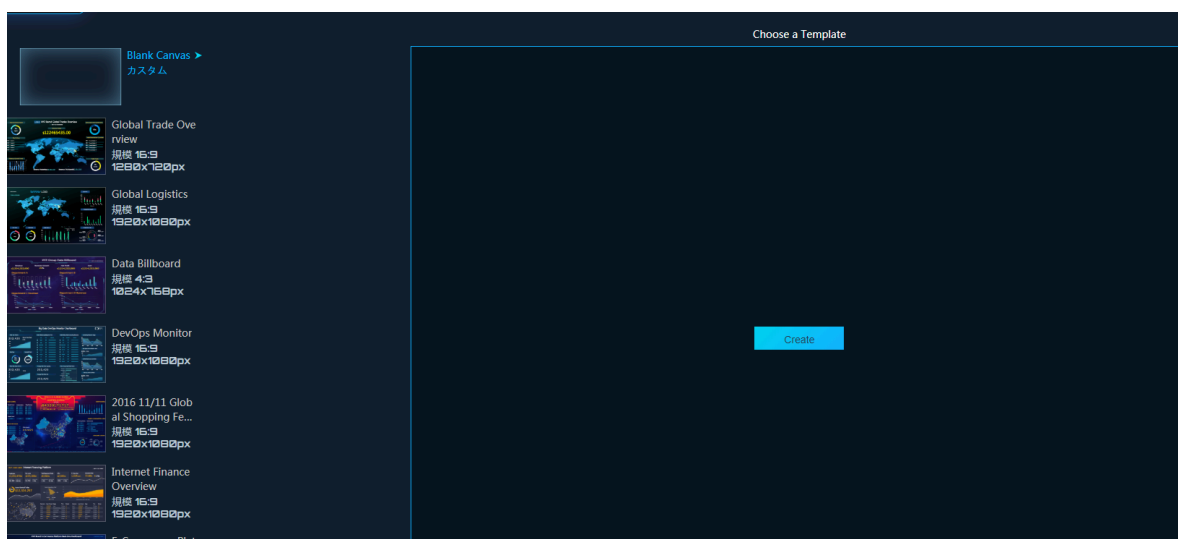 Choose a Template
Blank Canvas ➤
カスタム
Global Trade Ove
rview
規模 16:9
1280x720px
Global Logistics
規模 16:9
1920x1080px
Data Billboard
規模 4:3
1024x768px
DevOps Monitor
規模 16:9
1920x1080px
2016 11/11 Glob
al Shopping Fe...
規模 16:9
1920x1080px
Internet Finance
Overview
規模 16:9
1920x1080px
Create